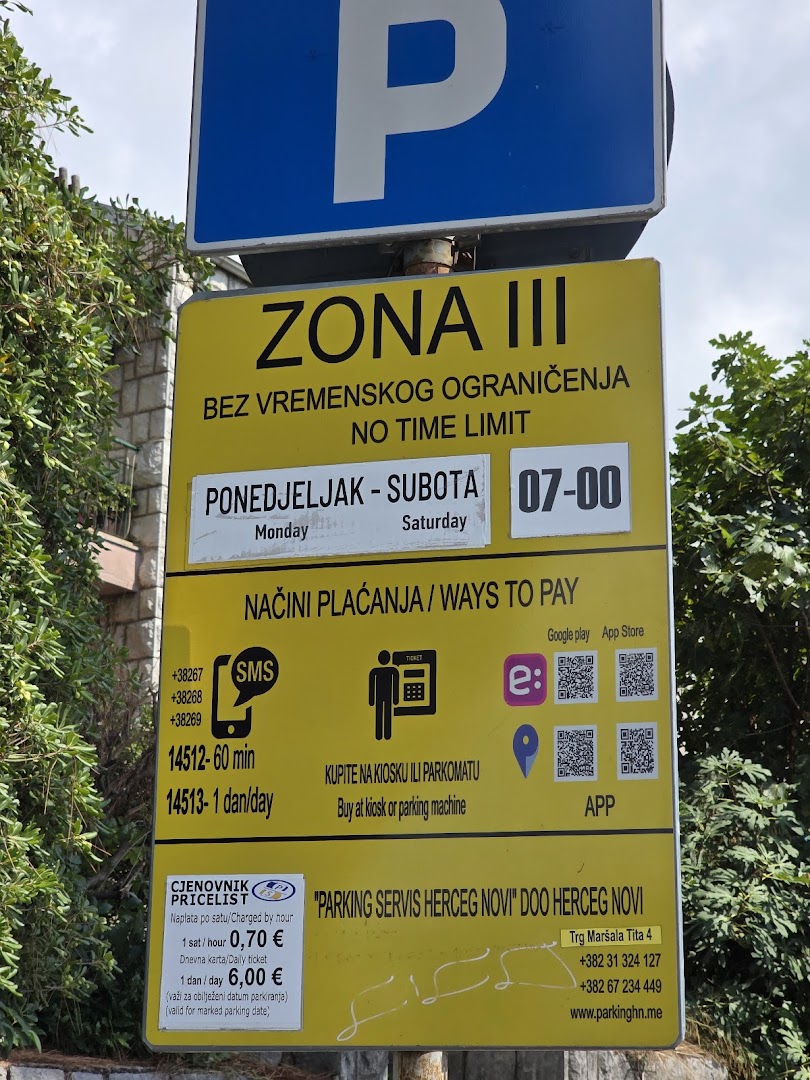 P
ZONA III
BEZ VREMENSKOG OGRANIČENJA
NO TIME LIMIT
PONEDJELJAK - SUBOTA
Monday Saturday
07-00
NAČINI PLAĆANJA / WAYS TO PAY
Google play App Store
+38267
+38268
+38269
SMS
TICKET
e:
14512- 60 min
14513- 1 dan/day
KUPITE NA KIOSKU ILI PARKOMATU
Buy at kiosk or parking machine
APP
CJENOVNIK
PRICELIST
Naplata po satu/Charged by hour
1 sat / hour 0,70 €
Dnevna karta/Daily ticket
1 dan / day 6,00 €
(važi za obilježeni datum parkiranja)
(valid for marked parking date)
"PARKING SERVIS HERCEG NOVI" DOO HERCEG NOVI
Trg Maršala Tita 4
+382 31 324 127
+382 67 234 449
www.parkinghn.me